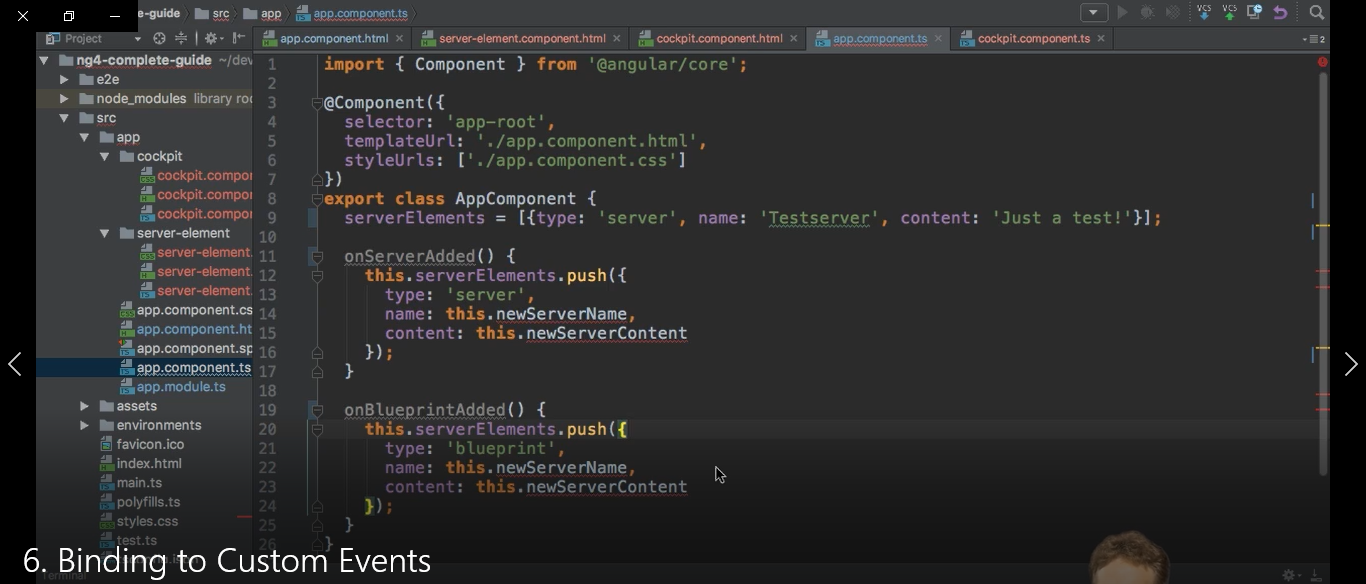 e-guide src app app.component.ts
VCS VCS
Project app.component.html server-element.component.html cockpit.component.html app.component.ts cockpit.component.ts 2
ng4-complete-guide ~/dev
e2e
node_modules library roo
src
app
cockpit
cockpit.compor
cockpit.compor
cockpit.compor
server-element
server-element.
server-element.
server-element.
app.component.cs
app.component.ht
app.component.sp
app.component.ts
app.module.ts
assets
environments
favicon.ico
index.html
main.ts
polyfills.ts
styles.css
test.ts
1 import { Component } from '@angular/core';
2
3 @Component({
4 selector: 'app-root',
5 templateUrl: './app.component.html',
6 styleUrls: ['./app.component.css']
7 })
8 export class AppComponent {
9 serverElements = [{type: 'server', name: 'Testserver', content: 'Just a test!'}];
10
11 onServerAdded() {
12 this.serverElements.push({
13 type: 'server',
14 name: this.newServerName,
15 content: this.newServerContent
16 });
17 }
18
19 onBlueprintAdded() {
20 this.serverElements.push({
21 type: 'blueprint',
22 name: this.newServerName,
23 content: this.newServerContent
24 });
25 }
26 }
6. Binding to Custom Events
Terminal